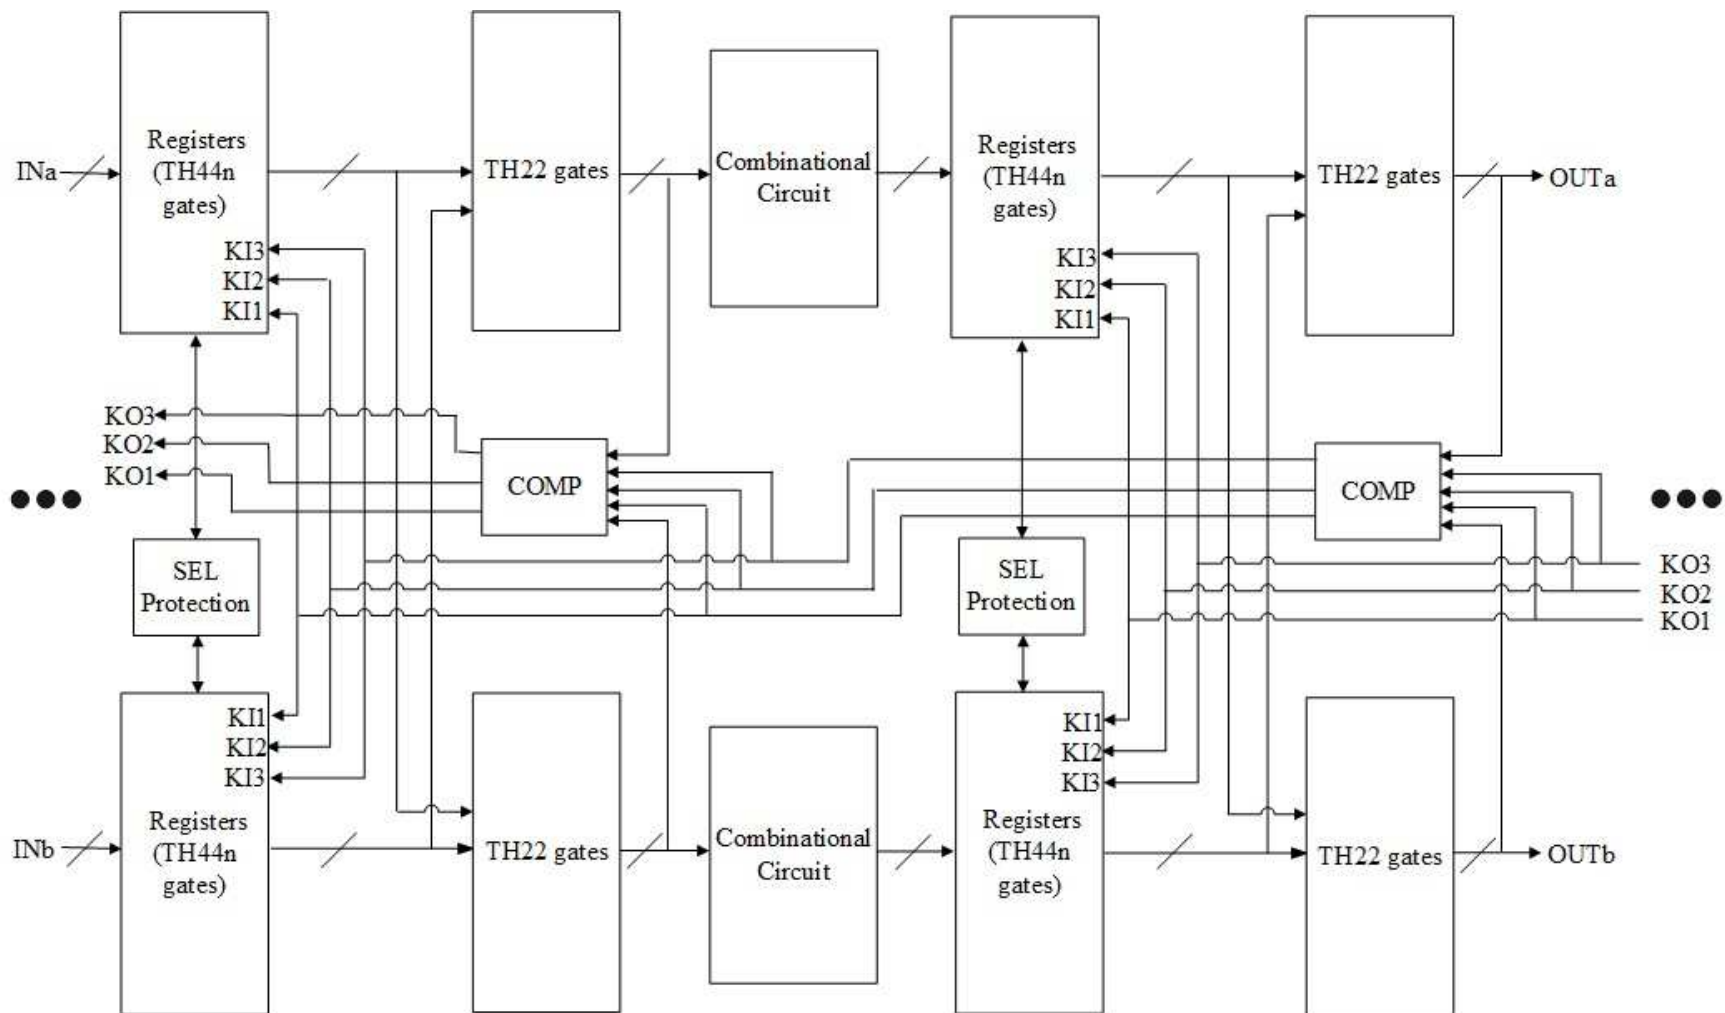 INa
Registers
(TH44n
gates)
KI3
KI2
KI1
TH22 gates
Combinational
Circuit
Registers
(TH44n
gates)
KI3
KI2
KI1
TH22 gates
OUTa
KO3
KO2
KO1
COMP
COMP
SEL
Protection
SEL
Protection
KO3
KO2
KO1
KI1
KI2
KI3
Registers
(TH44n
gates)
INb
TH22 gates
Combinational
Circuit
KI1
KI2
KI3
Registers
(TH44n
gates)
TH22 gates
OUTb